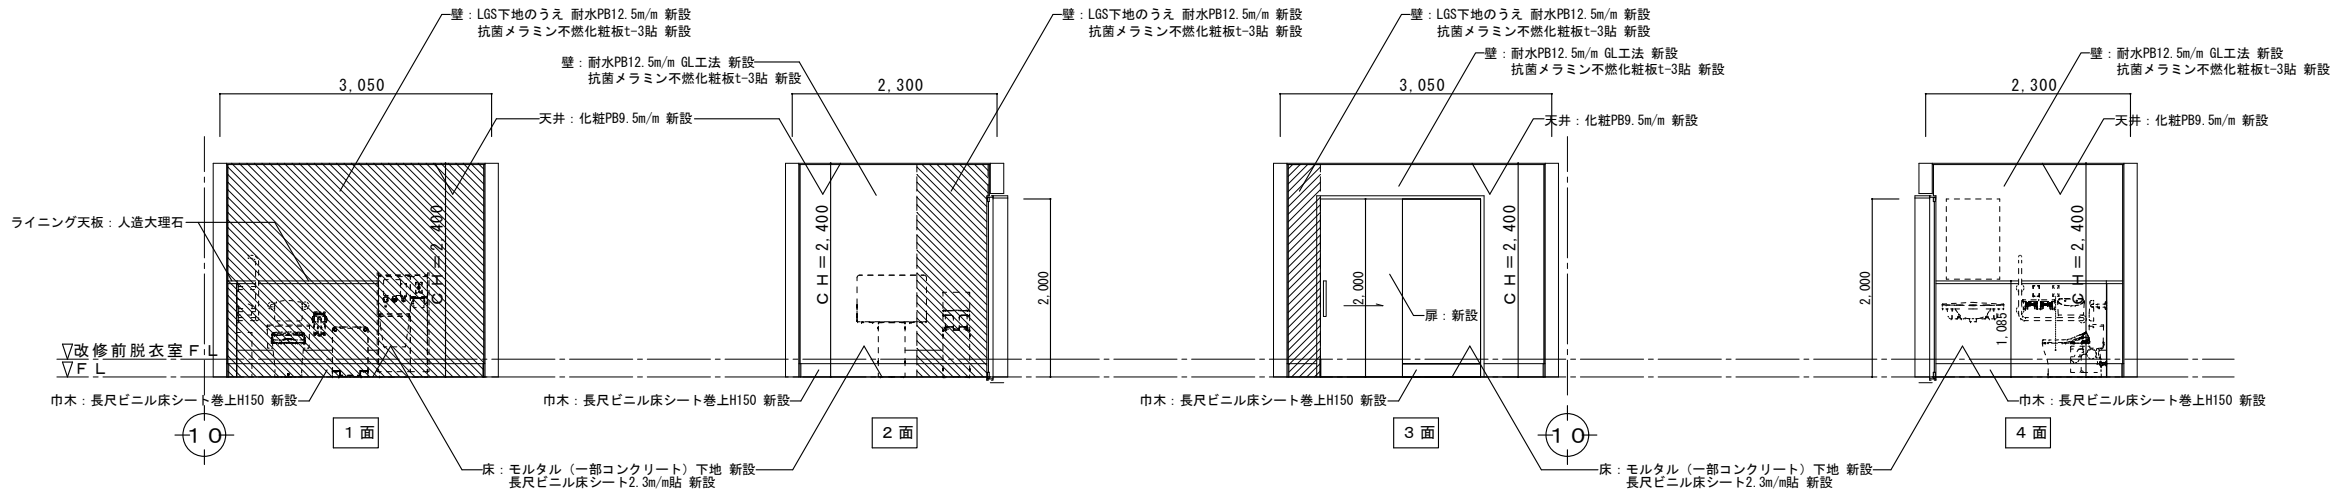 壁：LGS下地のうえ 耐水PB12.5m/m 新設
抗菌メラミン不燃化粧板t-3貼 新設
壁：LGS下地のうえ 耐水PB12.5m/m 新設
抗菌メラミン不燃化粧板t-3貼 新設
壁：LGS下地のうえ 耐水PB12.5m/m 新設
抗菌メラミン不燃化粧板t-3貼 新設
壁：耐水PB12.5m/m GL工法 新設
抗菌メラミン不燃化粧板t-3貼 新設
壁：耐水PB12.5m/m GL工法 新設
抗菌メラミン不燃化粧板t-3貼 新設
壁：耐水PB12.5m/m GL工法 新設
抗菌メラミン不燃化粧板t-3貼 新設
3,050
2,300
3,050
2,300
天井：化粧PB9.5m/m 新設
天井：化粧PB9.5m/m 新設
天井：化粧PB9.5m/m 新設
ライニング天板：人造大理石
CH＝2,400
CH＝2,400
2,000
2,000
CH＝2,400
扉：新設
2,000
CH＝2,400
1,085
▽改修前脱衣室FL
▽FL
巾木：長尺ビニル床シート巻上H150 新設
巾木：長尺ビニル床シート巻上H150 新設
巾木：長尺ビニル床シート巻上H150 新設
巾木：長尺ビニル床シート巻上H150 新設
10
1面
2面
3面
10
4面
床：モルタル（一部コンクリート）下地 新設
長尺ビニル床シート2.3m/m貼 新設
床：モルタル（一部コンクリート）下地 新設
長尺ビニル床シート2.3m/m貼 新設